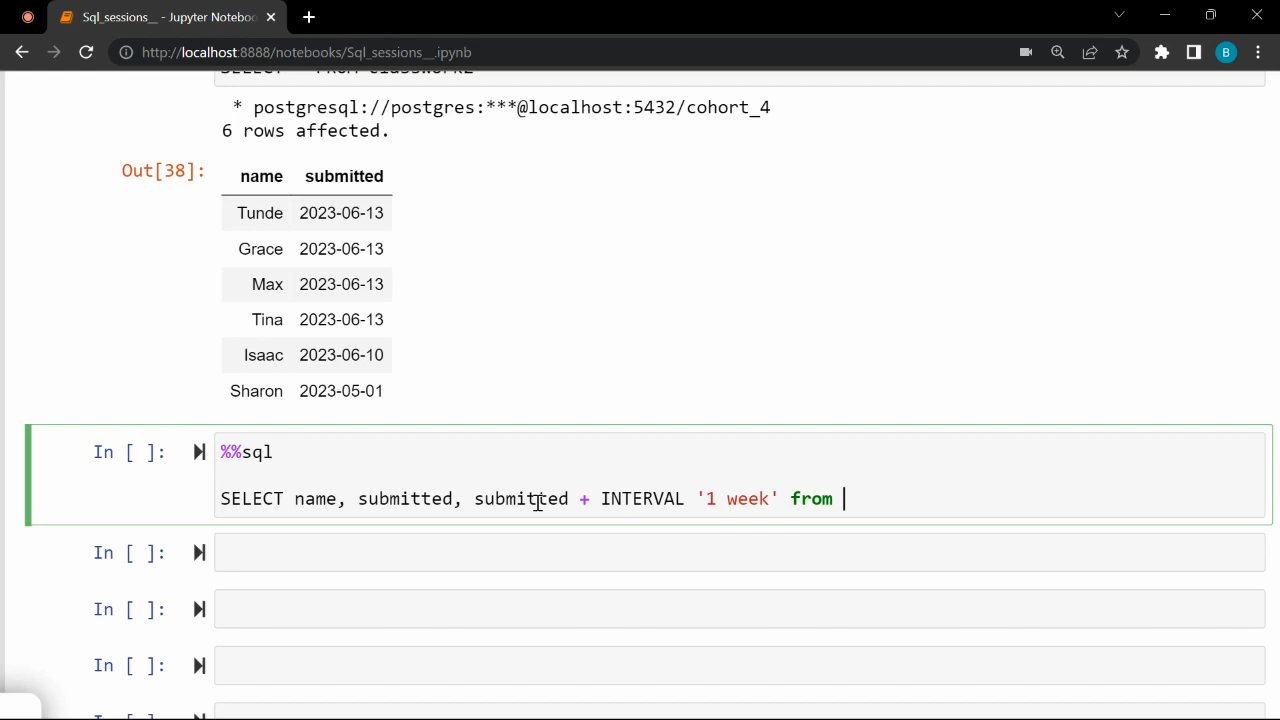 Sql_sessions__ - Jupyter Noteboo
http://localhost:8888/notebooks/Sql_sessions__.ipynb
B
* postgresql://postgres:***@localhost:5432/cohort_4
6 rows affected.
Out[38]:
name submitted
Tunde 2023-06-13
Grace 2023-06-13
Max 2023-06-13
Tina 2023-06-13
Isaac 2023-06-10
Sharon 2023-05-01
In [ ]: %%sql
SELECT name, submitted, submitted + INTERVAL '1 week' from
In [ ]:
In [ ]:
In [ ]: